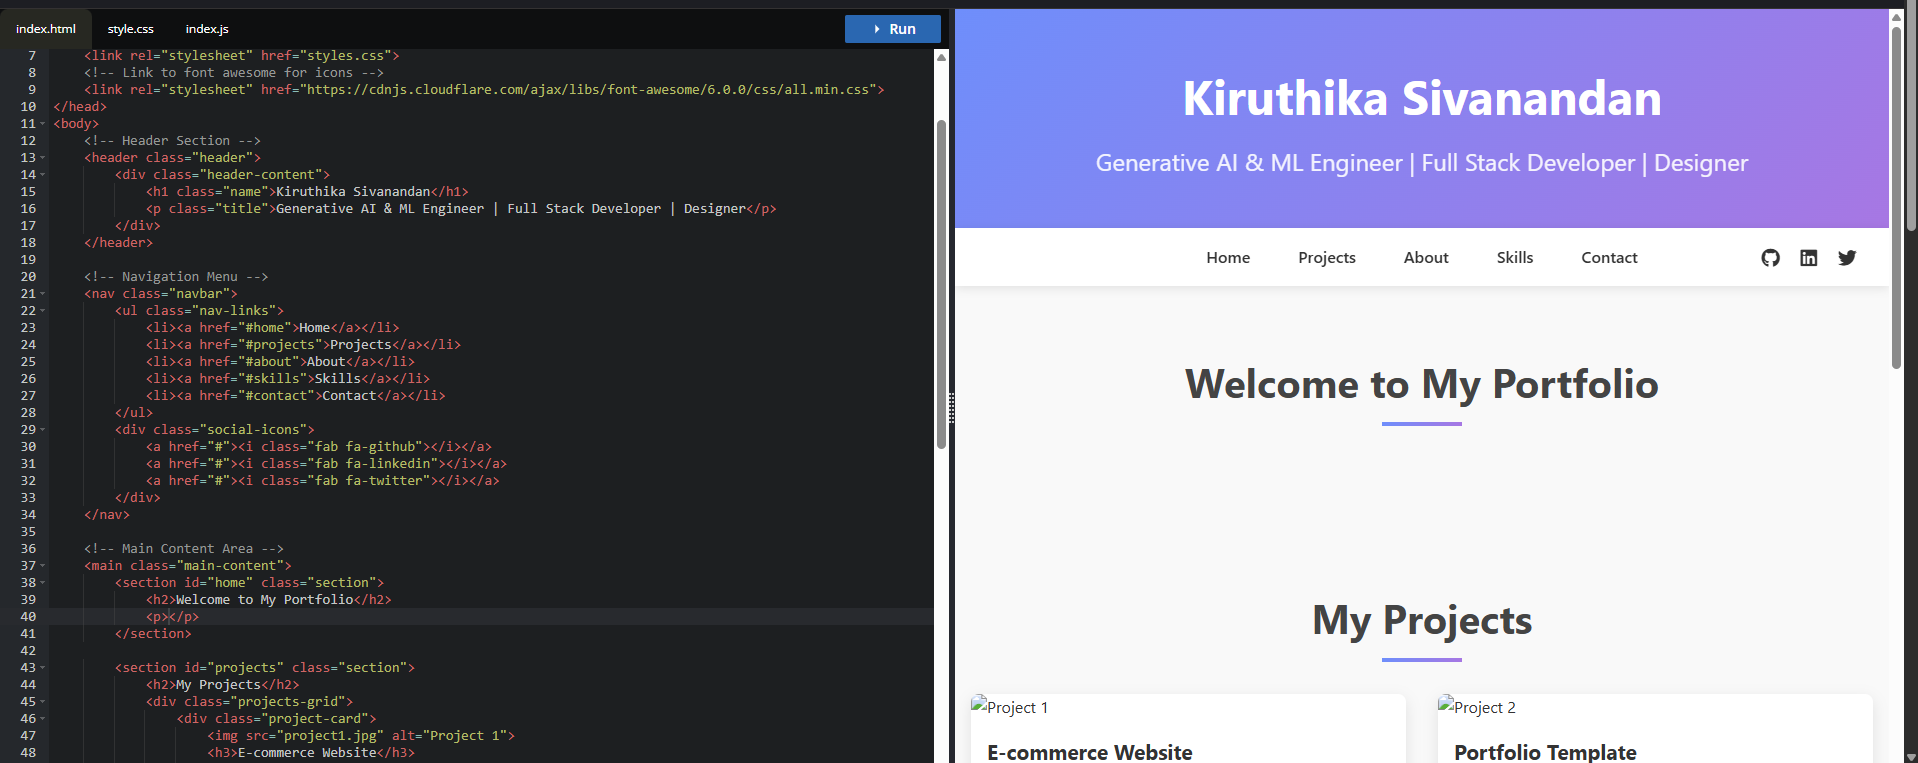 index.html style.css index.js Run
7 <link rel="stylesheet" href="styles.css">
8 <!-- Link to font awesome for icons -->
9 <link rel="stylesheet" href="https://cdnjs.cloudflare.com/ajax/libs/font-awesome/6.0.0/css/all.min.css">
10 </head>
11 <body>
12 <!-- Header Section -->
13 <header class="header">
14 <div class="header-content">
15 <h1 class="name">Kiruthika Sivanandan</h1>
16 <p class="title">Generative AI & ML Engineer | Full Stack Developer | Designer</p>
17 </div>
18 </header>
19
20 <!-- Navigation Menu -->
21 <nav class="navbar">
22 <ul class="nav-links">
23 <li><a href="#home">Home</a></li>
24 <li><a href="#projects">Projects</a></li>
25 <li><a href="#about">About</a></li>
26 <li><a href="#skills">Skills</a></li>
27 <li><a href="#contact">Contact</a></li>
28 </ul>
29 <div class="social-icons">
30 <a href="#"><i class="fab fa-github"></i></a>
31 <a href="#"><i class="fab fa-linkedin"></i></a>
32 <a href="#"><i class="fab fa-twitter"></i></a>
33 </div>
34 </nav>
35
36 <!-- Main Content Area -->
37 <main class="main-content">
38 <section id="home" class="section">
39 <h2>Welcome to My Portfolio</h2>
40 <p></p>
41 </section>
42
43 <section id="projects" class="section">
44 <h2>My Projects</h2>
45 <div class="projects-grid">
46 <div class="project-card">
47 <img src="project1.jpg" alt="Project 1">
48 <h3>E-commerce Website</h3>
Kiruthika Sivanandan
Generative AI & ML Engineer | Full Stack Developer | Designer
Home Projects About Skills Contact
Welcome to My Portfolio
My Projects
Project 1
E-commerce Website
Project 2
Portfolio Template